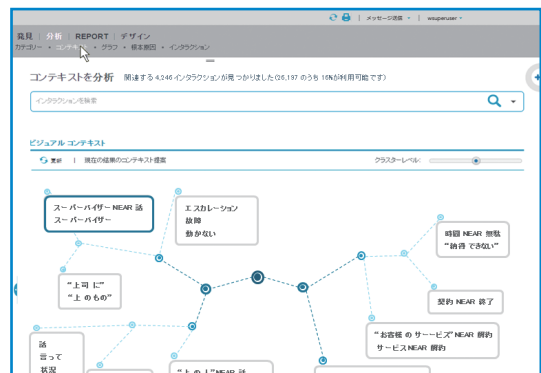 メッセージ送信 | wsuperuser
発見 | 分析 | REPORT | デザイン
カテゴリー • コンテキスト • グラフ • 根本原因 • インタラクション
コンテキストを分析 関連する4,246インタラクションが見つかりました(26,197 のうち 16%が利用可能です)
インタラクションを検索
ビジュアル コンテキスト
更新 | 現在の結果のコンテキスト提案
クラスターレベル:
スーパーバイザー NEAR 話
スーパーバイザー
エスカレーション
故障
動かない
時間 NEAR 無駄
“納得 できない”
“上司 に”
“上 のもの”
契約 NEAR 終了
“お客様 の サーービズ” NEAR 解約
サービス NEAR 解約
話
言って
状況
“上 の 人” NEAR 話